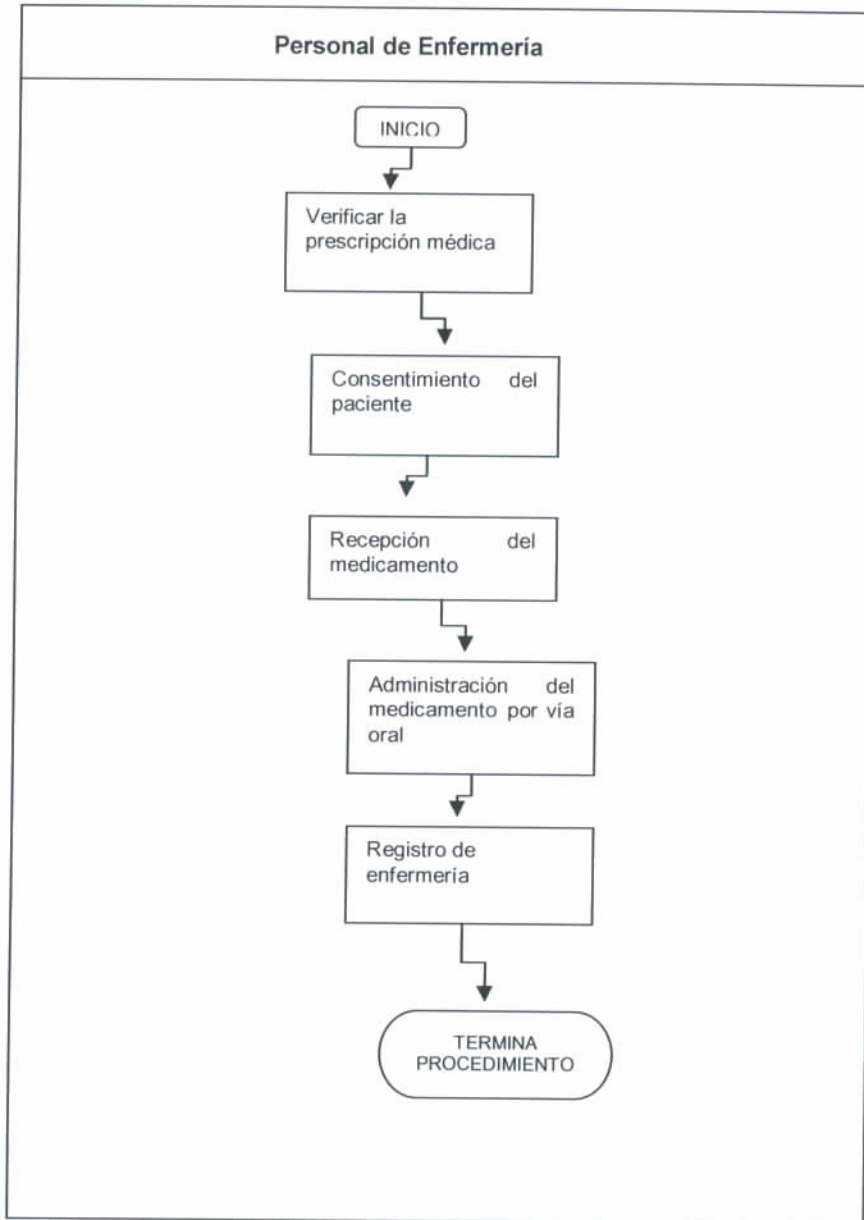 Personal de Enfermería
INICIO
Verificar la
prescripción médica
Consentimiento del
paciente
Recepción del
medicamento
Administración del
medicamento por vía
oral
Registro de
enfermería
TERMINA
PROCEDIMIENTO